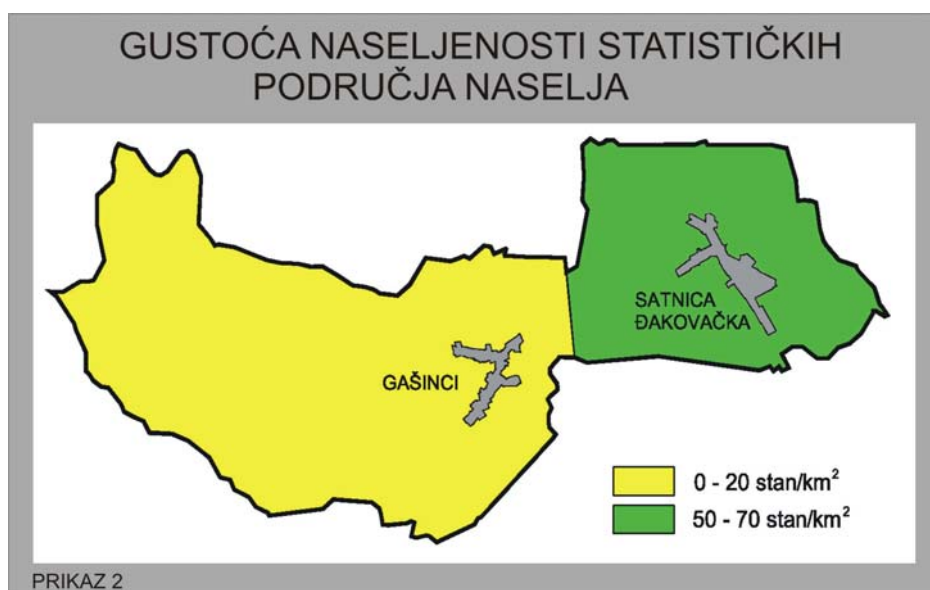 GUSTOĆA NASELJENOSTI STATISTIČKIH
PODRUČJA NASELJA
SATNICA
ĐAKOVAČKA
GAŠINCI
0 - 20 stan/km²
50 - 70 stan/km²
PRIKAZ 2